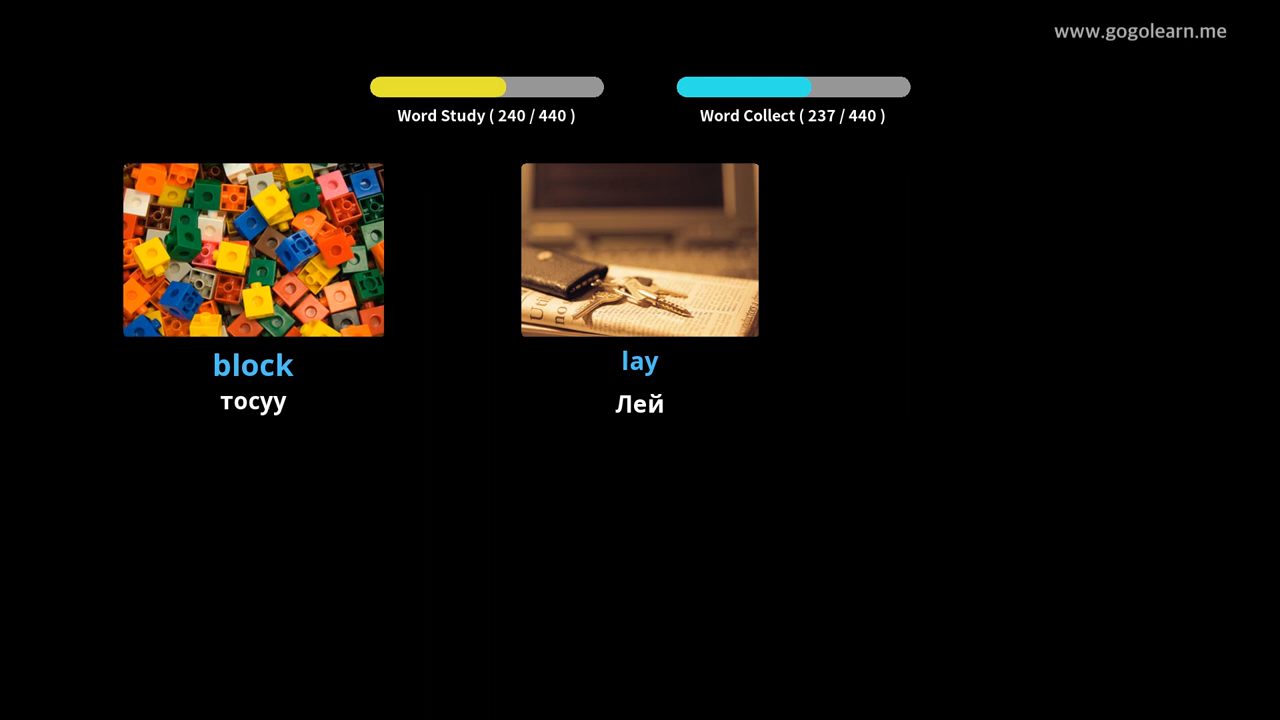 www.gogolearn.me
Word Study ( 240 / 440 )
Word Collect ( 237 / 440 )
block
тосуу
lay
Лей